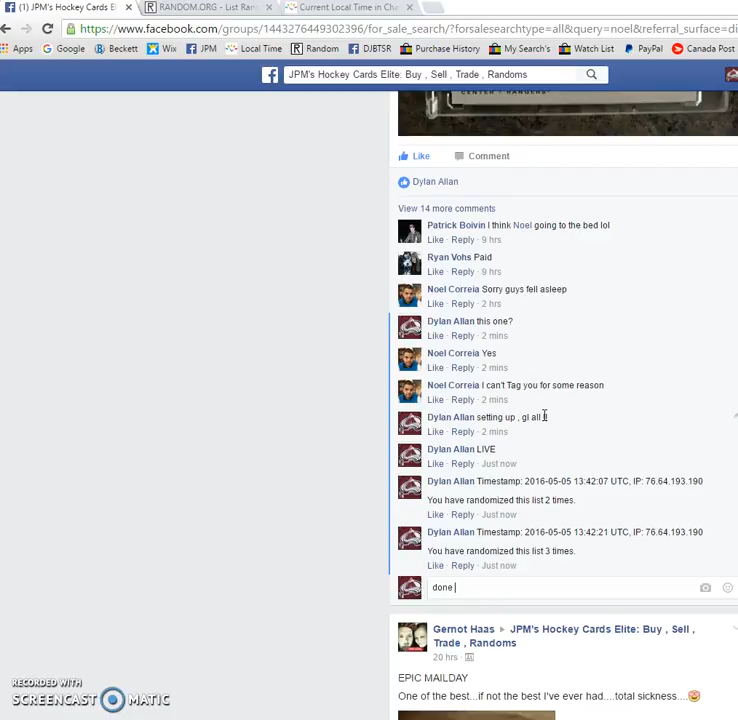 (1) JPM's Hockey Cards El
RANDOM.ORG - List Ran
Current Local Time in Ch
https://www.facebook.com/groups/1443276449302396/for_sale_search/?forsalesearchtype=all&query=noel&referral_surface=di
Apps Google Beckett Wix JPM Local Time Random DJBTSR Purchase History My Search's Watch List PayPal Canada Post
JPM's Hockey Cards Elite: Buy , Sell , Trade , Randoms
CENTER · RANGERS
Like Comment
Dylan Allan
View 14 more comments
Patrick Boivin I think Noel going to the bed lol
Like · Reply · 9 hrs
Ryan Vohs Paid
Like · Reply · 9 hrs
Noel Correia Sorry guys fell asleep
Like · Reply · 2 hrs
Dylan Allan this one?
Like · Reply · 2 mins
Noel Correia Yes
Like · Reply · 2 mins
Noel Correia I can't Tag you for some reason
Like · Reply · 2 mins
Dylan Allan setting up , gl all
Like · Reply · 2 mins
Dylan Allan LIVE
Like · Reply · Just now
Dylan Allan Timestamp: 2016-05-05 13:42:07 UTC, IP: 76.64.193.190
You have randomized this list 2 times.
Like · Reply · Just now
Dylan Allan Timestamp: 2016-05-05 13:42:21 UTC, IP: 76.64.193.190
You have randomized this list 3 times.
Like · Reply · Just now
done
Gernot Haas ▸ JPM's Hockey Cards Elite: Buy , Sell ,
Trade , Randoms
20 hrs ·
EPIC MAILDAY
One of the best...if not the best I've ever had....total sickness....
RECORDED WITH
SCREENCAST MATIC